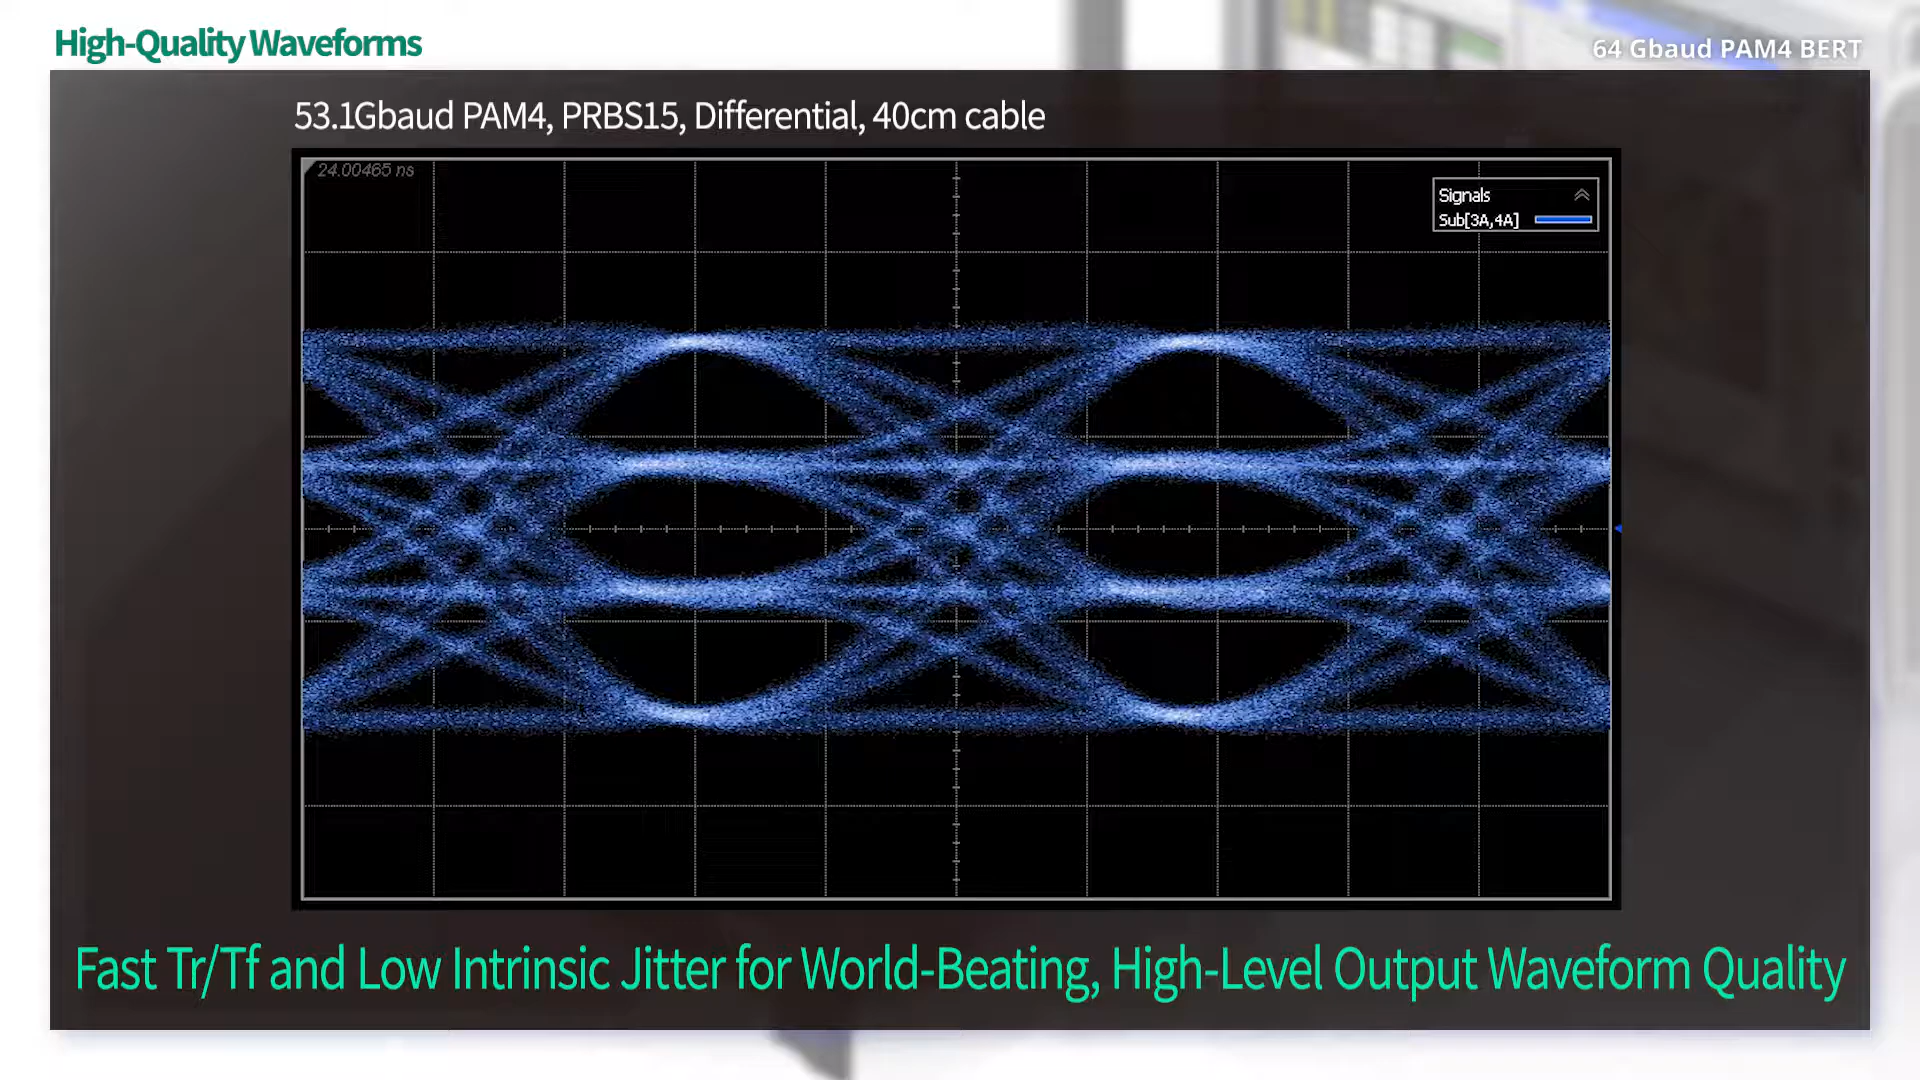 High-Quality Waveforms
64 Gbaud PAM4 BERT
53.1Gbaud PAM4, PRBS15, Differential, 40cm cable
24.00465 ns
Signals
Sub[3A,4A]
Fast Tr/Tf and Low Intrinsic Jitter for World-Beating, High-Level Output Waveform Quality